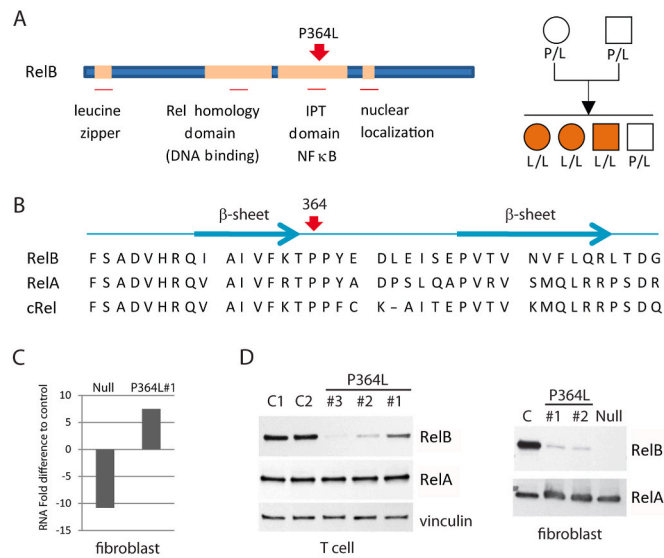 A
P364L
RelB
leucine zipper
Rel homology domain (DNA binding)
IPT domain NFκB
nuclear localization
P/L P/L
L/L L/L L/L P/L
B
364
β-sheet β-sheet
RelB F S A D V H R Q I A I V F K T P P Y E D L E I S E P V T V N V F L Q R L T D G
RelA F S A D V H R Q V A I V F R T P P Y A D P S L Q A P V R V S M Q L R R P S D R
cRel F S A D V H R Q V A I V F K T P P F C K – A I T E P V T V K M Q L R R P S D Q
C
Null P364L#1
RNA Fold difference to control
10
5
0
-5
-10
-15
fibroblast
D
P364L
C1 C2 #3 #2 #1
RelB
RelA
vinculin
T cell
P364L
C #1 #2 Null
RelB
RelA
fibroblast